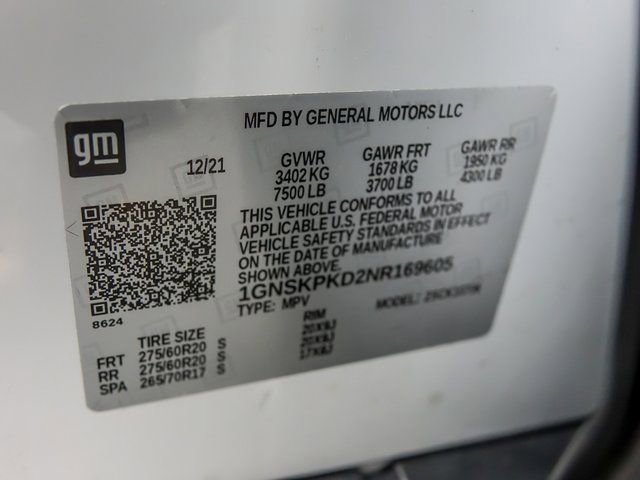 gm
MFD BY GENERAL MOTORS LLC
12/21
GVWR GAWR FRT GAWR RR
3402 KG 1678 KG 1950 KG
7500 LB 3700 LB 4300 LB
THIS VEHICLE CONFORMS TO ALL
APPLICABLE U.S. FEDERAL MOTOR
VEHICLE SAFETY STANDARDS IN EFFECT
ON THE DATE OF MANUFACTURE
SHOWN ABOVE.
1GNSKPKD2NR169605
TYPE: MPV MODEL:
8624
TIRE SIZE RIM
FRT 275/60R20 S 20X9J
RR 275/60R20 S 20X9J
SPA 265/70R17 S 17X8J